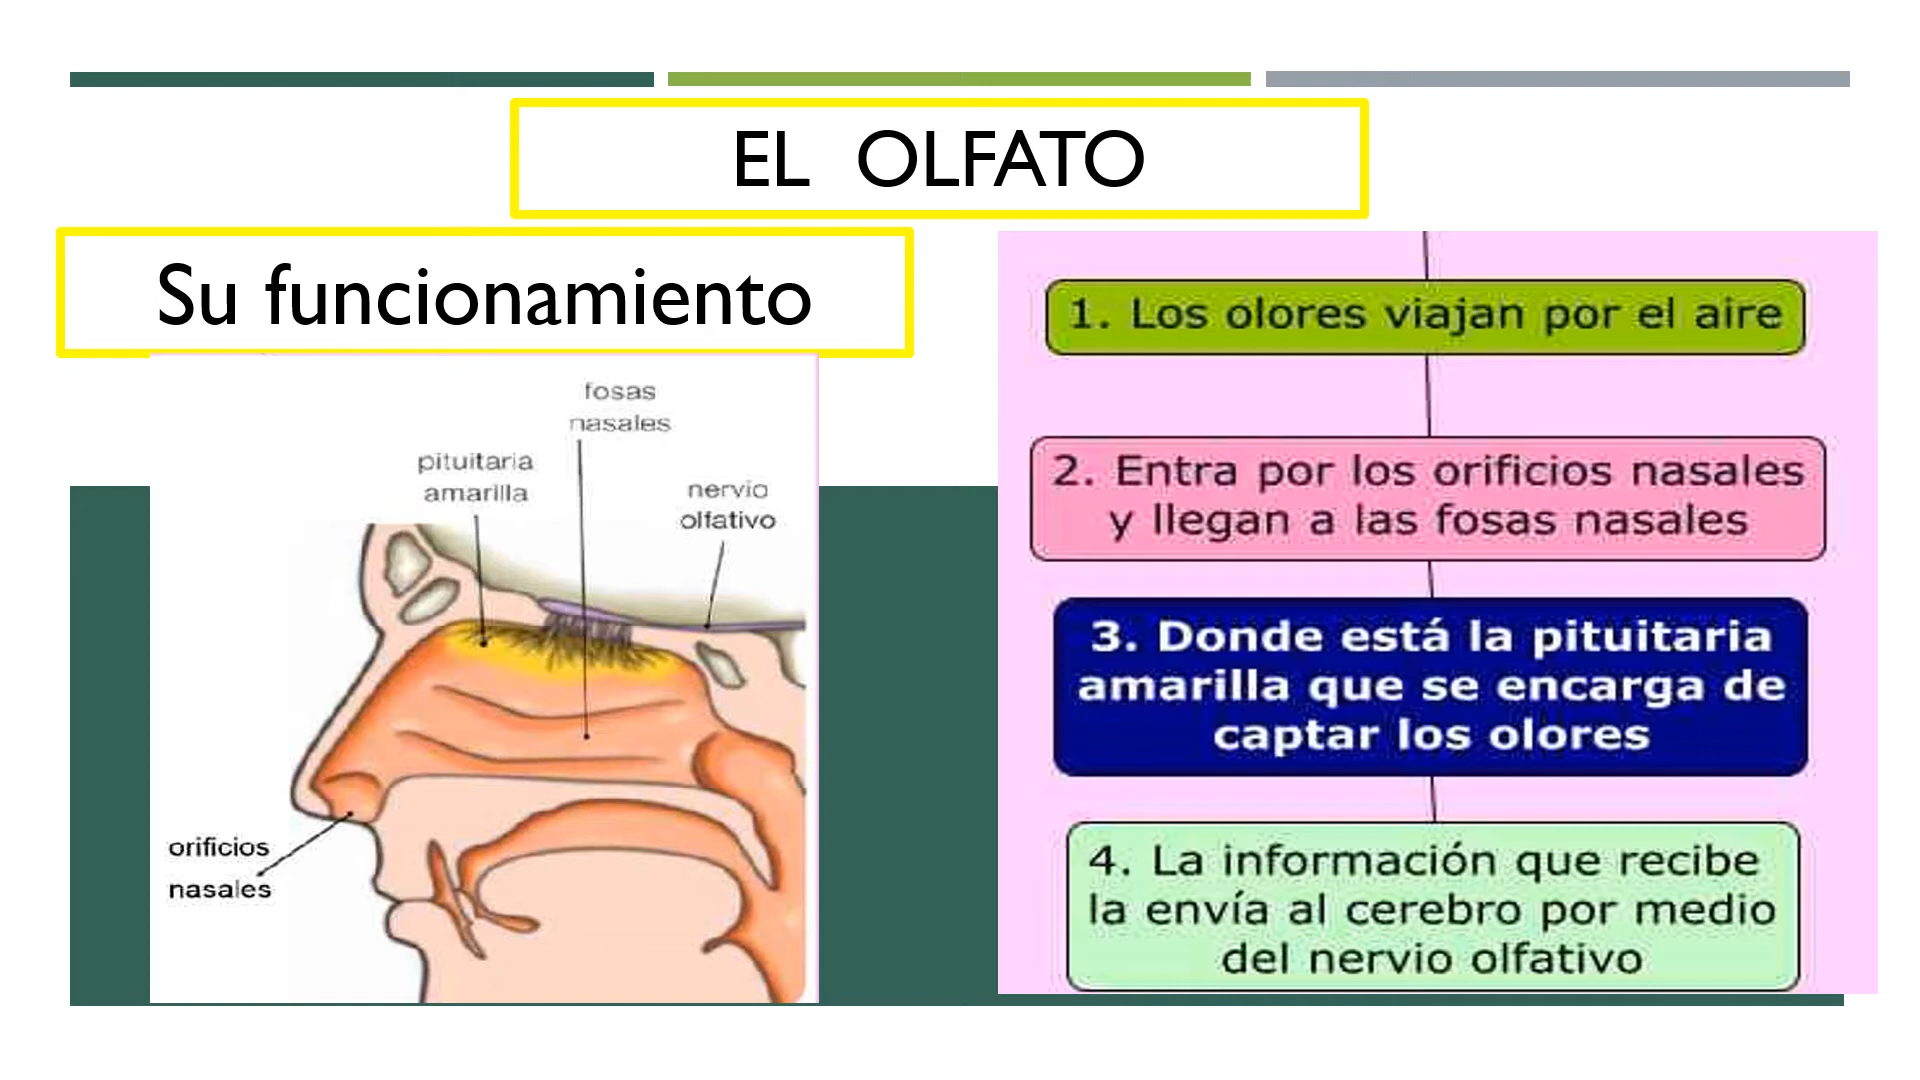 EL OLFATO
Su funcionamiento
fosas
nasales
pituitaria
amarilla
nervio
olfativo
orificios
nasales
1. Los olores viajan por el aire
2. Entra por los orificios nasales
y llegan a las fosas nasales
3. Donde está la pituitaria
amarilla que se encarga de
captar los olores
4. La información que recibe
la envía al cerebro por medio
del nervio olfativo